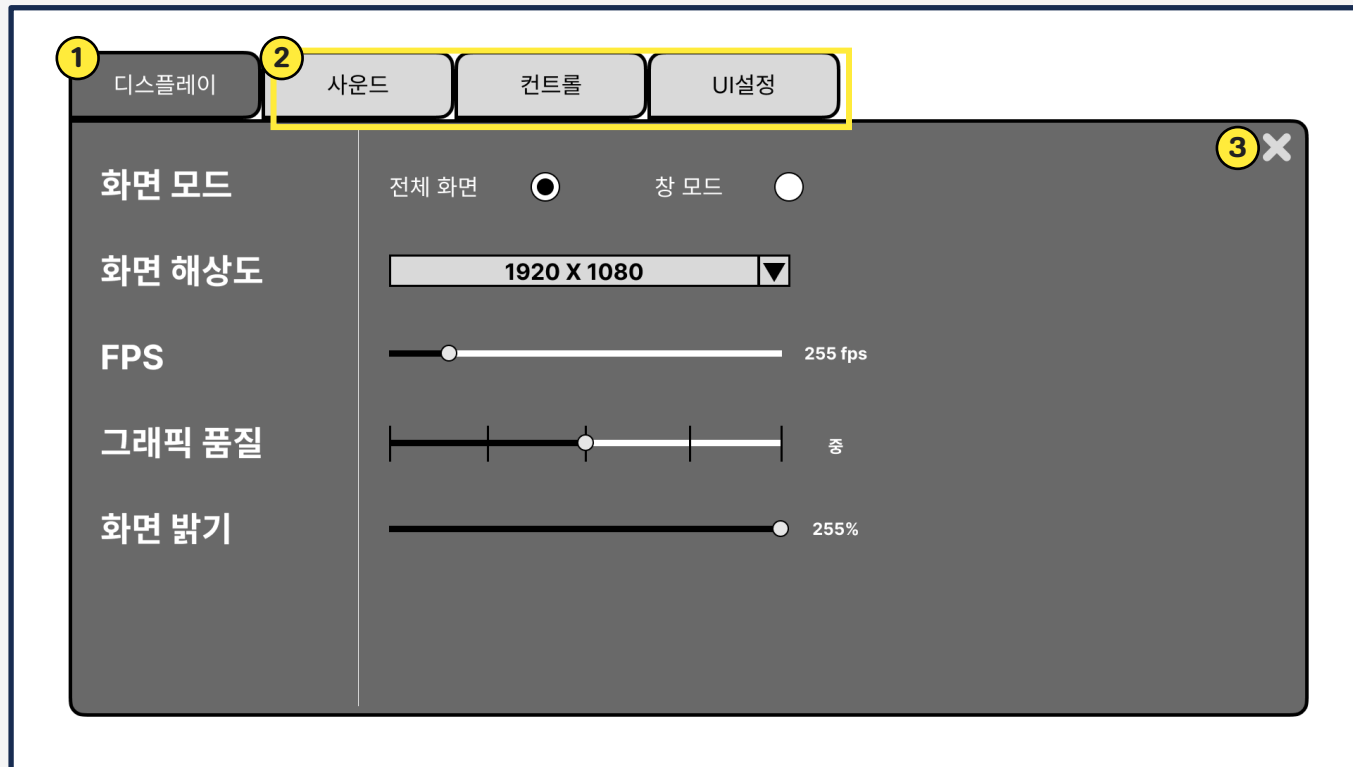 1 디스플레이 2 사운드 컨트롤 UI설정
3
화면 모드 전체 화면 창 모드
화면 해상도 1920 X 1080
FPS 255 fps
그래픽 품질 중
화면 밝기 255%